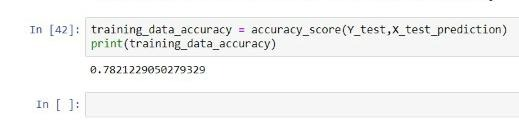 In [42]: training_data_accuracy = accuracy_score(Y_test,X_test_prediction)
print(training_data_accuracy)
0.7821229050279329
In [ ]: